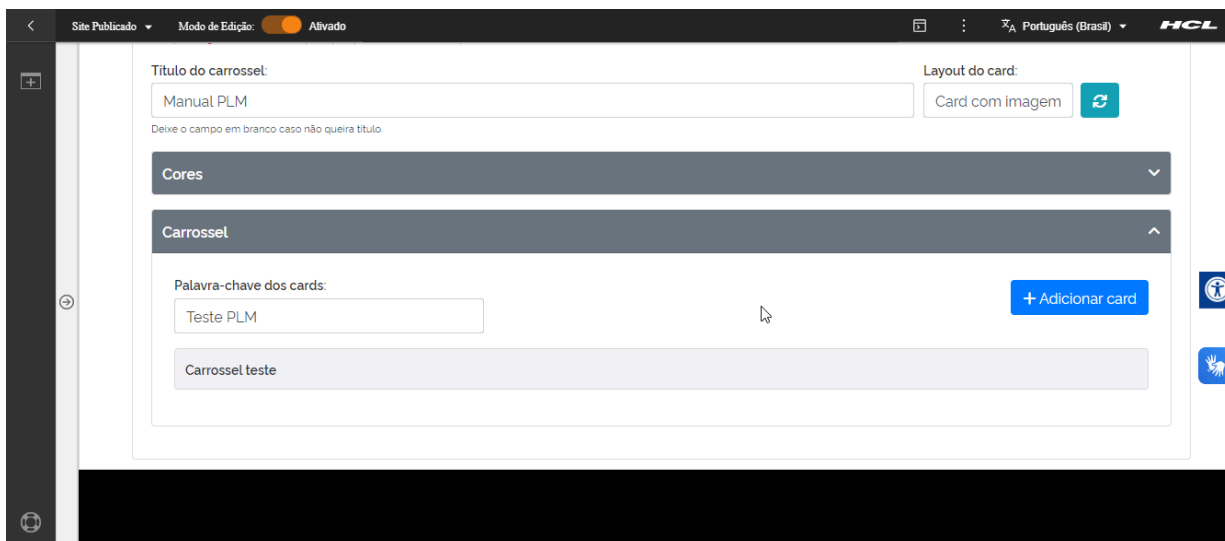 Site Publicado
Modo de Edição:
Ativado
Português (Brasil)
HCL
Título do carrossel:
Layout do card:
Manual PLM
Card com imagem
Deixe o campo em branco caso não queira título.
Cores
Carrossel
Palavra-chave dos cards:
+ Adicionar card
Teste PLM
Carrossel teste